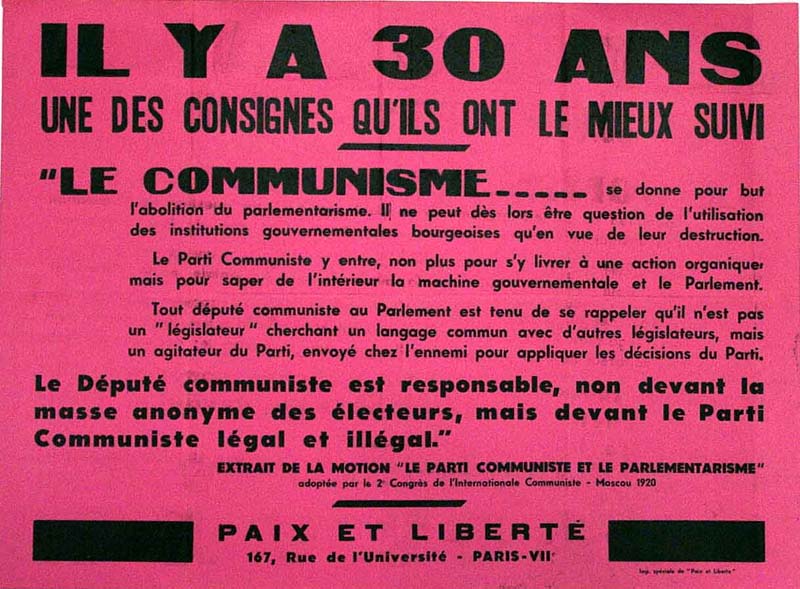 IL Y A 30 ANS
UNE DES CONSIGNES QU'ILS ONT LE MIEUX SUIVI
"LE COMMUNISME..... se donne pour but
l'abolition du parlementarisme. Il ne peut dès lors être question de l'utilisation
des institutions gouvernementales bourgeoises qu'en vue de leur destruction.
Le Parti Communiste y entre, non plus pour s'y livrer à une action organique,
mais pour saper de l'intérieur la machine gouvernementale et le Parlement.
Tout député communiste au Parlement est tenu de se rappeler qu'il n'est pas
un "législateur" cherchant un langage commun avec d'autres législateurs, mais
un agitateur du Parti, envoyé chez l'ennemi pour appliquer les décisions du Parti.
Le Député communiste est responsable, non devant la
masse anonyme des électeurs, mais devant le Parti
Communiste légal et illégal."
EXTRAIT DE LA MOTION "LE PARTI COMMUNISTE ET LE PARLEMENTARISME"
adoptée par le 2e Congrès de l'Internationale Communiste - Moscou 1920
PAIX ET LIBERTÉ
167, Rue de l'Université - PARIS-VIIe
Imp. spéciale de "Paix et Liberté"